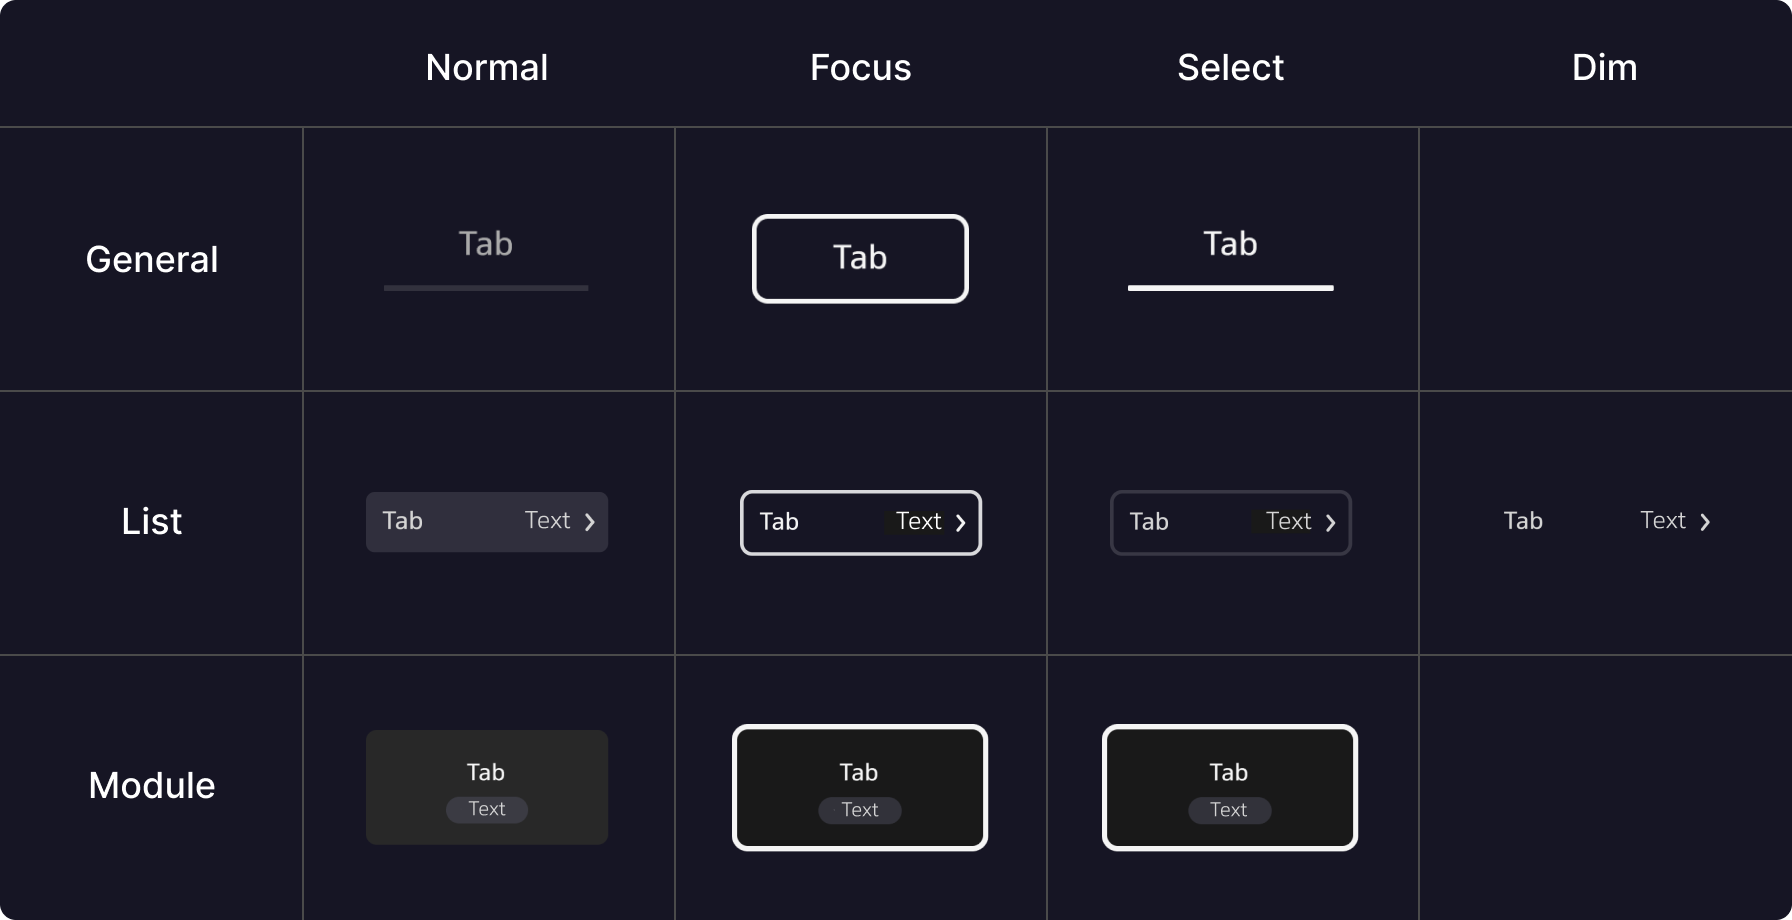 Normal Focus Select Dim
General Tab Tab Tab
List Tab Text Tab Text Tab Text Tab Text
Module Tab Tab Tab
Text Text Text